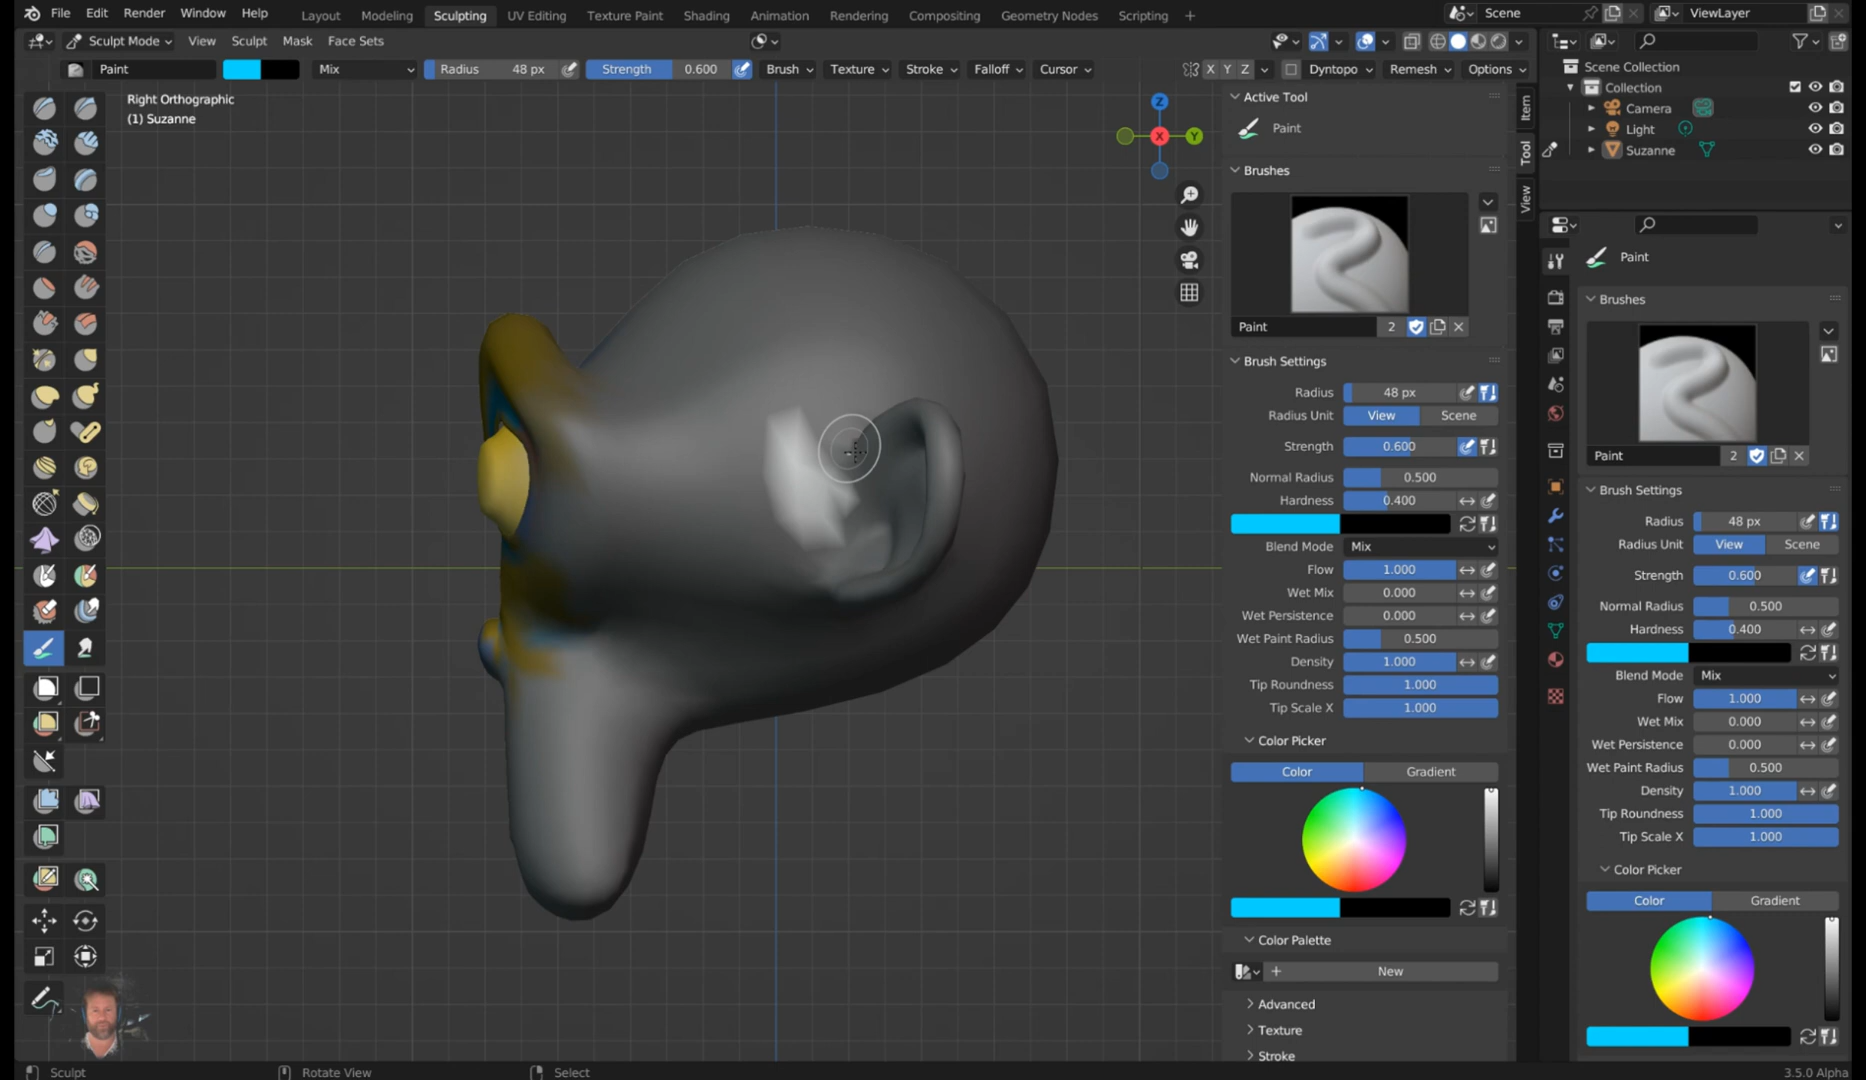 File Edit Render Window Help Layout Modeling Sculpting UV Editing Texture Paint Shading Animation Rendering Compositing Geometry Nodes Scripting + Scene ViewLayer
Sculpt Mode View Sculpt Mask Face Sets
Paint Mix Radius 48 px Strength 0.600 Brush Texture Stroke Falloff Cursor X Y Z Dyntopo Remesh Options
Right Orthographic
(1) Suzanne
Z
X
Y
Active Tool
Paint
Brushes
Paint 2
Brush Settings
Radius 48 px
Radius Unit View Scene
Strength 0.600
Normal Radius 0.500
Hardness 0.400
Blend Mode Mix
Flow 1.000
Wet Mix 0.000
Wet Persistence 0.000
Wet Paint Radius 0.500
Density 1.000
Tip Roundness 1.000
Tip Scale X 1.000
Color Picker
Color Gradient
Color Palette
+ New
Advanced
Texture
Stroke
Item
Tool
View
Scene Collection
Collection
Camera
Light
Suzanne
Paint
Brushes
Paint 2
Brush Settings
Radius 48 px
Radius Unit View Scene
Strength 0.600
Normal Radius 0.500
Hardness 0.400
Blend Mode Mix
Flow 1.000
Wet Mix 0.000
Wet Persistence 0.000
Wet Paint Radius 0.500
Density 1.000
Tip Roundness 1.000
Tip Scale X 1.000
Color Picker
Color Gradient
Sculpt Rotate View Select 3.5.0 Alpha